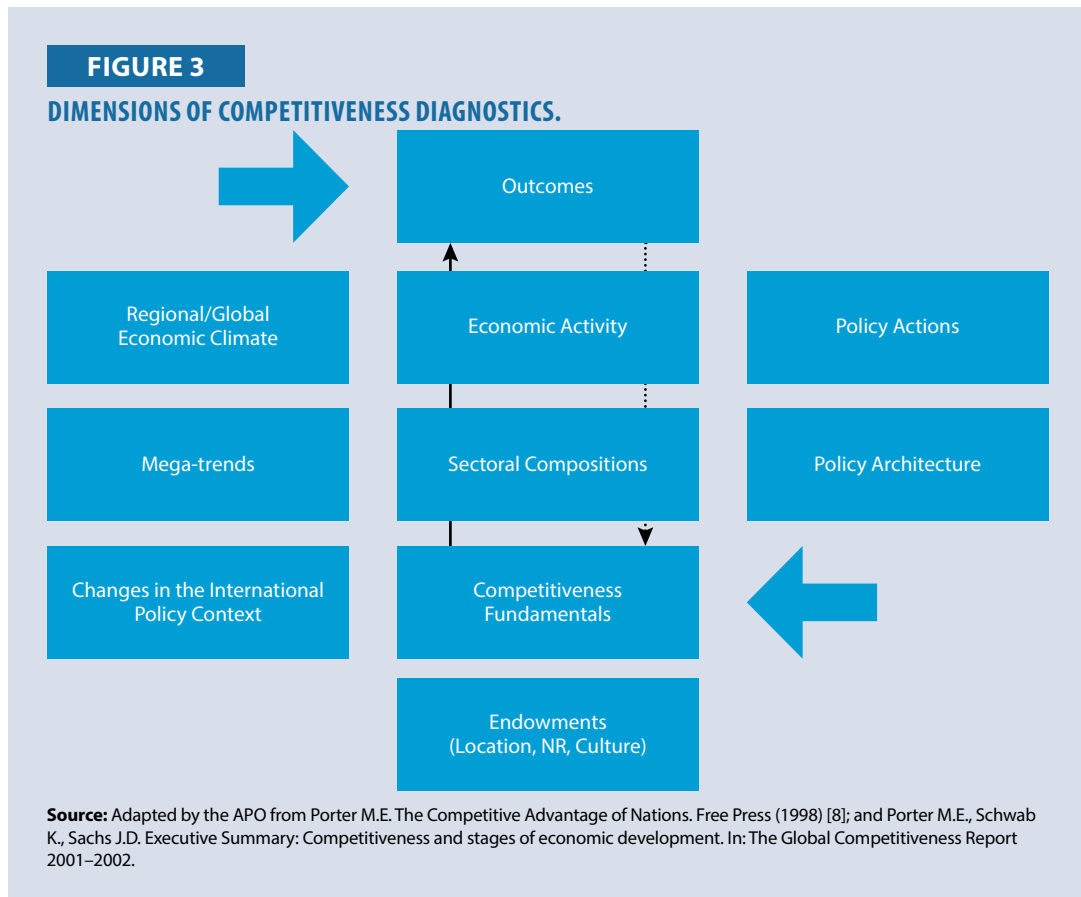 FIGURE 3
DIMENSIONS OF COMPETITIVENESS DIAGNOSTICS.
Outcomes
Regional/Global
Economic Climate
Economic Activity
Policy Actions
Mega-trends
Sectoral Compositions
Policy Architecture
Changes in the International
Policy Context
Competitiveness
Fundamentals
Endowments
(Location, NR, Culture)
Source: Adapted by the APO from Porter M.E. The Competitive Advantage of Nations. Free Press (1998) [8]; and Porter M.E., Schwab
K., Sachs J.D. Executive Summary: Competitiveness and stages of economic development. In: The Global Competitiveness Report
2001–2002.